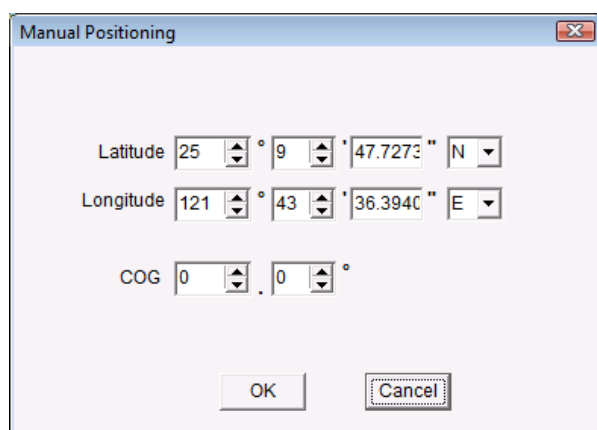 Manual Positioning
Latitude 25 ° 9 ' 47.7273 " N
Longitude 121 ° 43 ' 36.3940 " E
COG 0 . 0 °
OK Cancel